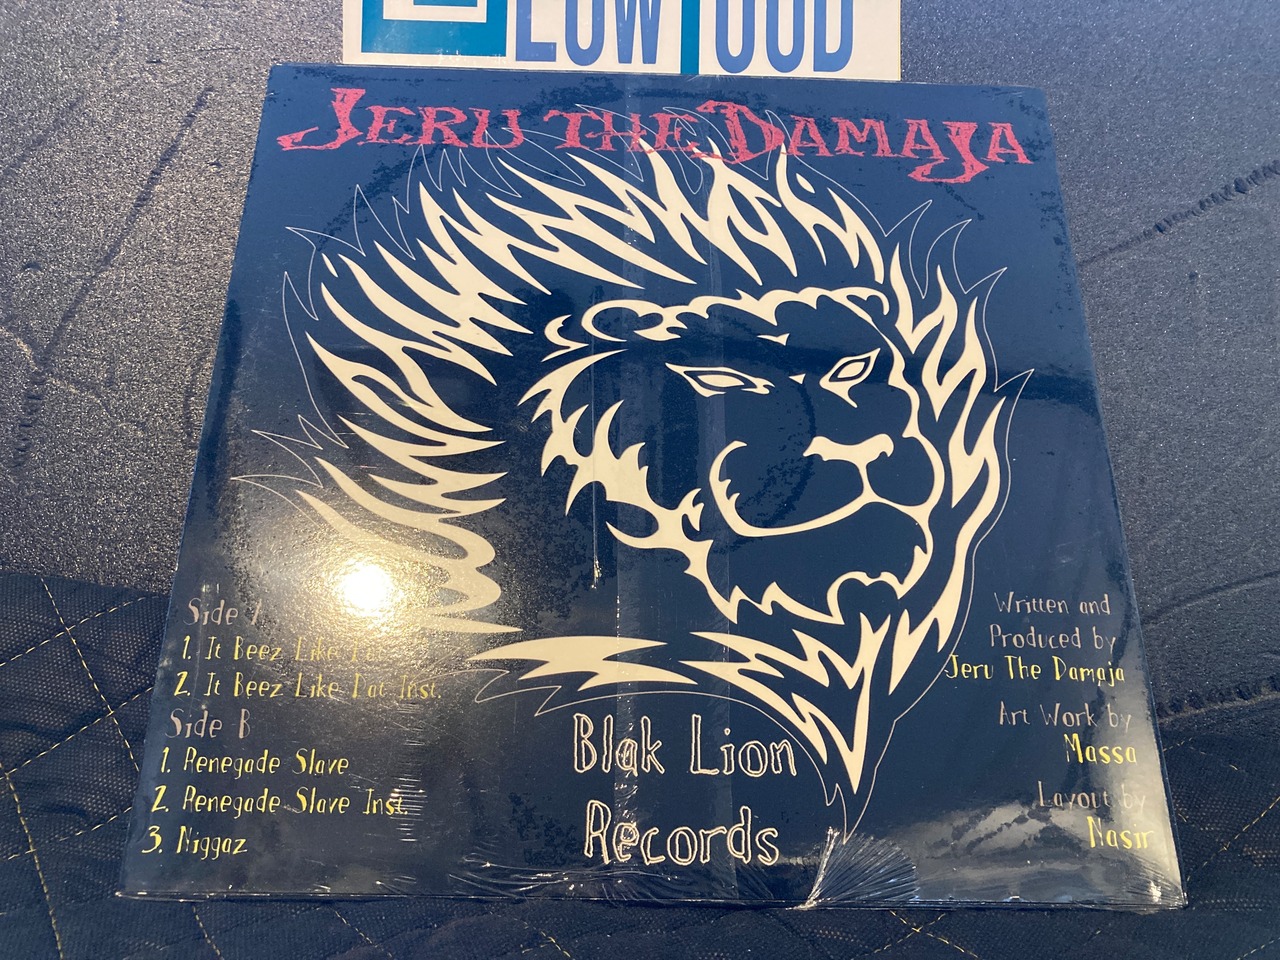 LOWFOOD
JERU THE DAMAJA
Side
1. It Beez Like
2. It Beez Like Dat Inst.
Side B
1. Renegade Slave
2. Renegade Slave Inst.
3. Niggaz
Blak Lion
Records
Written and
Produced by
Jeru The Damaja
Art Work by
Massa
Layout by
Nasir